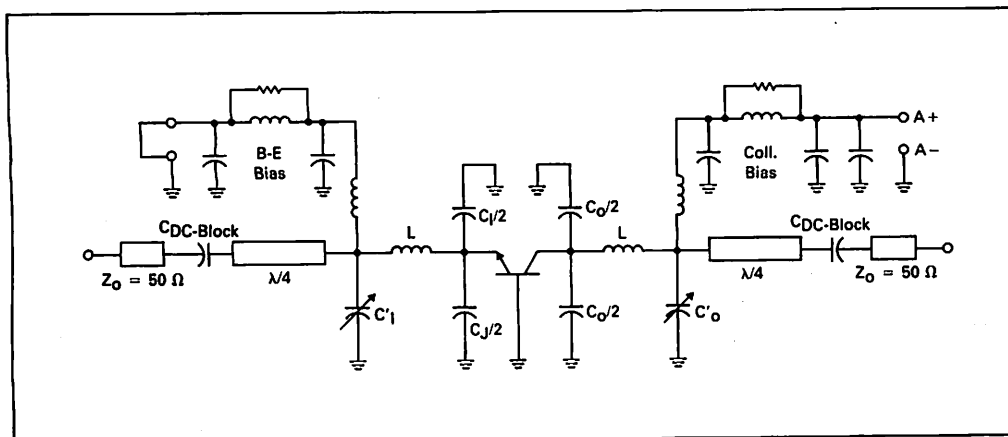 B-E
Bias
A+
A-
Coll.
Bias
CI/2
CO/2
CDC-Block
L
L
CDC-Block
ZO = 50 Ω
λ/4
C'I
CJ/2
CO/2
C'O
λ/4
ZO = 50 Ω